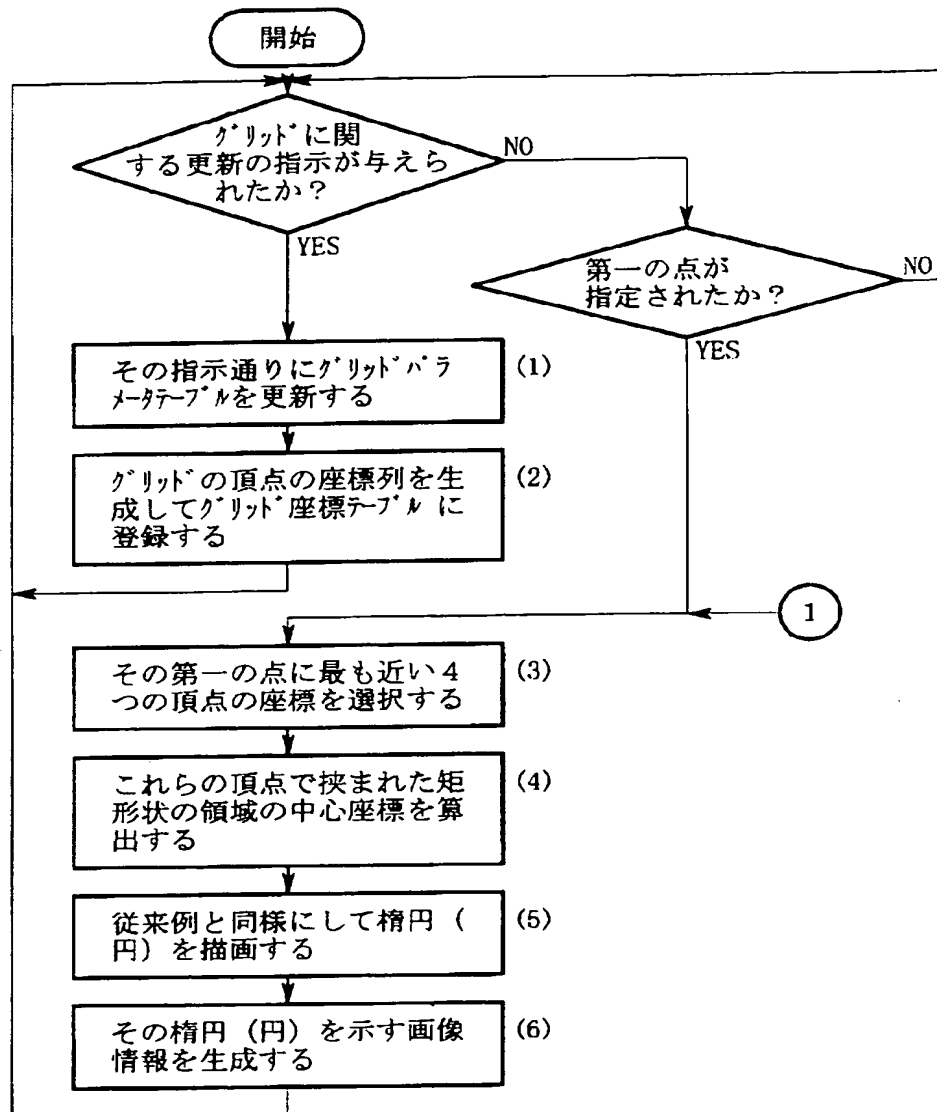 開始
グリッドに関
する更新の指示が与えら
れたか？
NO
YES
第一の点が
指定されたか？
NO
YES
その指示通りにグリッドパラ
メータテーブルを更新する
(1)
グリッドの頂点の座標列を生
成してグリッド座標テーブルに
登録する
(2)
1
その第一の点に最も近い4
つの頂点の座標を選択する
(3)
これらの頂点で挟まれた矩
形状の領域の中心座標を算
出する
(4)
従来例と同様にして楕円（
円）を描画する
(5)
その楕円（円）を示す画像
情報を生成する
(6)